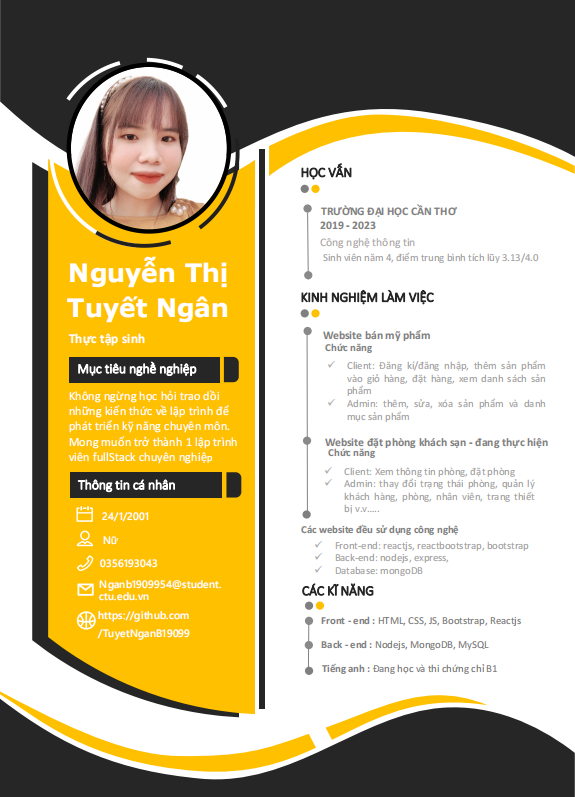 Nguyễn Thị
Tuyết Ngân
Thực tập sinh
Mục tiêu nghề nghiệp
Không ngừng học hỏi trao dồi
những kiến thức về lập trình để
phát triển kỹ năng chuyên môn.
Mong muốn trở thành 1 lập trình
viên fullStack chuyên nghiệp
Thông tin cá nhân
24/1/2001
Nữ
0356193043
Nganb1909954@student.
ctu.edu.vn
https://github.com
/TuyetNganB19099
HỌC VẤN
TRƯỜNG ĐẠI HỌC CẦN THƠ
2019 - 2023
Công nghệ thông tin
Sinh viên năm 4, điểm trung bình tích lũy 3.13/4.0
KINH NGHIỆM LÀM VIỆC
Website bán mỹ phẩm
Chức năng
✓ Client: Đăng kí/đăng nhập, thêm sản phẩm
vào giỏ hàng, đặt hàng, xem danh sách sản
phẩm
✓ Admin: thêm, sửa, xóa sản phẩm và danh
mục sản phẩm
Website đặt phòng khách sạn - đang thực hiện
Chức năng
✓ Client: Xem thông tin phòng, đặt phòng
✓ Admin: thay đổi trạng thái phòng, quản lý
khách hàng, phòng, nhân viên, trang thiết
bị v.v.....
Các website đều sử dụng công nghệ
✓ Front-end: reactjs, reactbootstrap, bootstrap
✓ Back-end: nodejs, express,
✓ Database: mongoDB
CÁC KĨ NĂNG
Front - end : HTML, CSS, JS, Bootstrap, Reactjs
Back - end : Nodejs, MongoDB, MySQL
Tiếng anh : Đang học và thi chứng chỉ B1